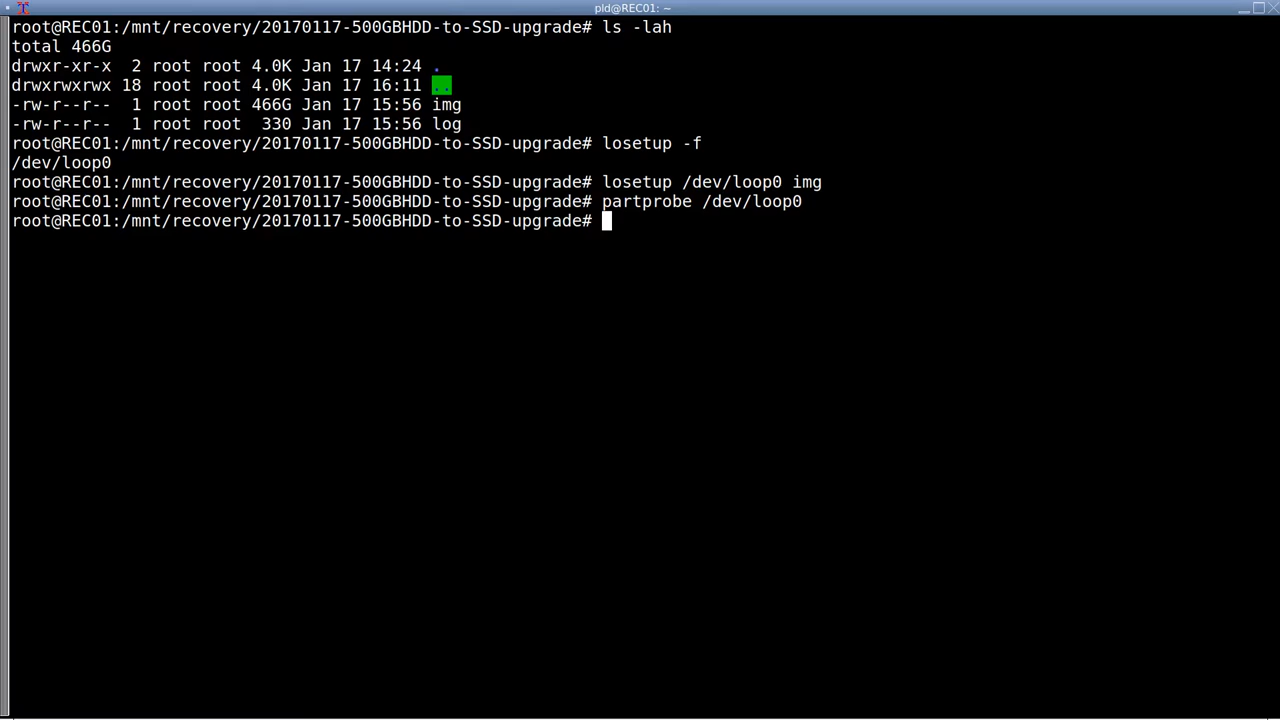 pld@REC01: ~
root@REC01:/mnt/recovery/20170117-500GBHDD-to-SSD-upgrade# ls -lah
total 466G
drwxr-xr-x  2 root root 4.0K Jan 17 14:24 .
drwxrwxrwx 18 root root 4.0K Jan 17 16:11 ..
-rw-r--r--  1 root root 466G Jan 17 15:56 img
-rw-r--r--  1 root root  330 Jan 17 15:56 log
root@REC01:/mnt/recovery/20170117-500GBHDD-to-SSD-upgrade# losetup -f
/dev/loop0
root@REC01:/mnt/recovery/20170117-500GBHDD-to-SSD-upgrade# losetup /dev/loop0 img
root@REC01:/mnt/recovery/20170117-500GBHDD-to-SSD-upgrade# partprobe /dev/loop0
root@REC01:/mnt/recovery/20170117-500GBHDD-to-SSD-upgrade#